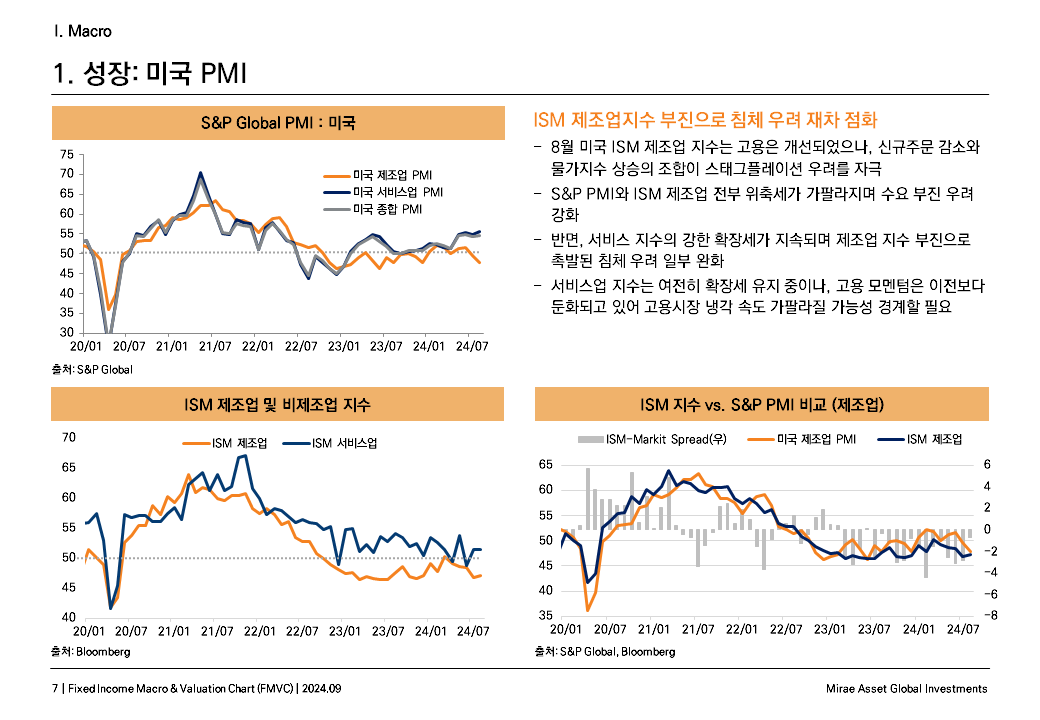 I. Macro
1. 성장: 미국 PMI
S&P Global PMI : 미국
75
70
65
60
55
50
45
40
35
30
미국 제조업 PMI
미국 서비스업 PMI
미국 종합 PMI
20/01 20/07 21/01 21/07 22/01 22/07 23/01 23/07 24/01 24/07
출처: S&P Global
ISM 제조업지수 부진으로 침체 우려 재차 점화
– 8월 미국 ISM 제조업 지수는 고용은 개선되었으나, 신규주문 감소와
물가지수 상승의 조합이 스태그플레이션 우려를 자극
– S&P PMI와 ISM 제조업 전부 위축세가 가팔라지며 수요 부진 우려
강화
– 반면, 서비스 지수의 강한 확장세가 지속되며 제조업 지수 부진으로
촉발된 침체 우려 일부 완화
– 서비스업 지수는 여전히 확장세 유지 중이나, 고용 모멘텀은 이전보다
둔화되고 있어 고용시장 냉각 속도 가팔라질 가능성 경계할 필요
ISM 제조업 및 비제조업 지수
ISM 제조업 ISM 서비스업
70
65
60
55
50
45
40
20/01 20/07 21/01 21/07 22/01 22/07 23/01 23/07 24/01 24/07
출처: Bloomberg
ISM 지수 vs. S&P PMI 비교 (제조업)
ISM-Markit Spread(우) 미국 제조업 PMI ISM 제조업
65
60
55
50
45
40
35
6
4
2
0
-2
-4
-6
-8
20/01 20/07 21/01 21/07 22/01 22/07 23/01 23/07 24/01 24/07
출처: S&P Global, Bloomberg
7 | Fixed Income Macro & Valuation Chart (FMVC) | 2024.09
Mirae Asset Global Investments